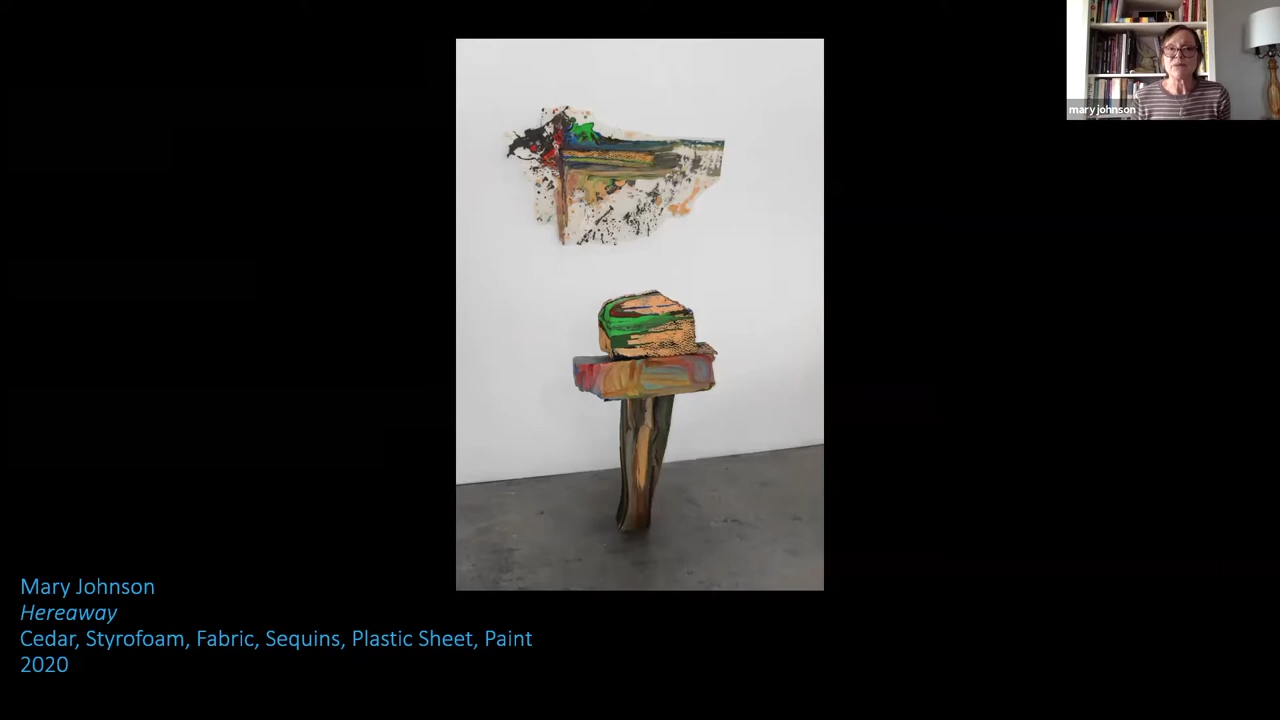 mary johnson
Mary Johnson
Hereaway
Cedar, Styrofoam, Fabric, Sequins, Plastic Sheet, Paint
2020